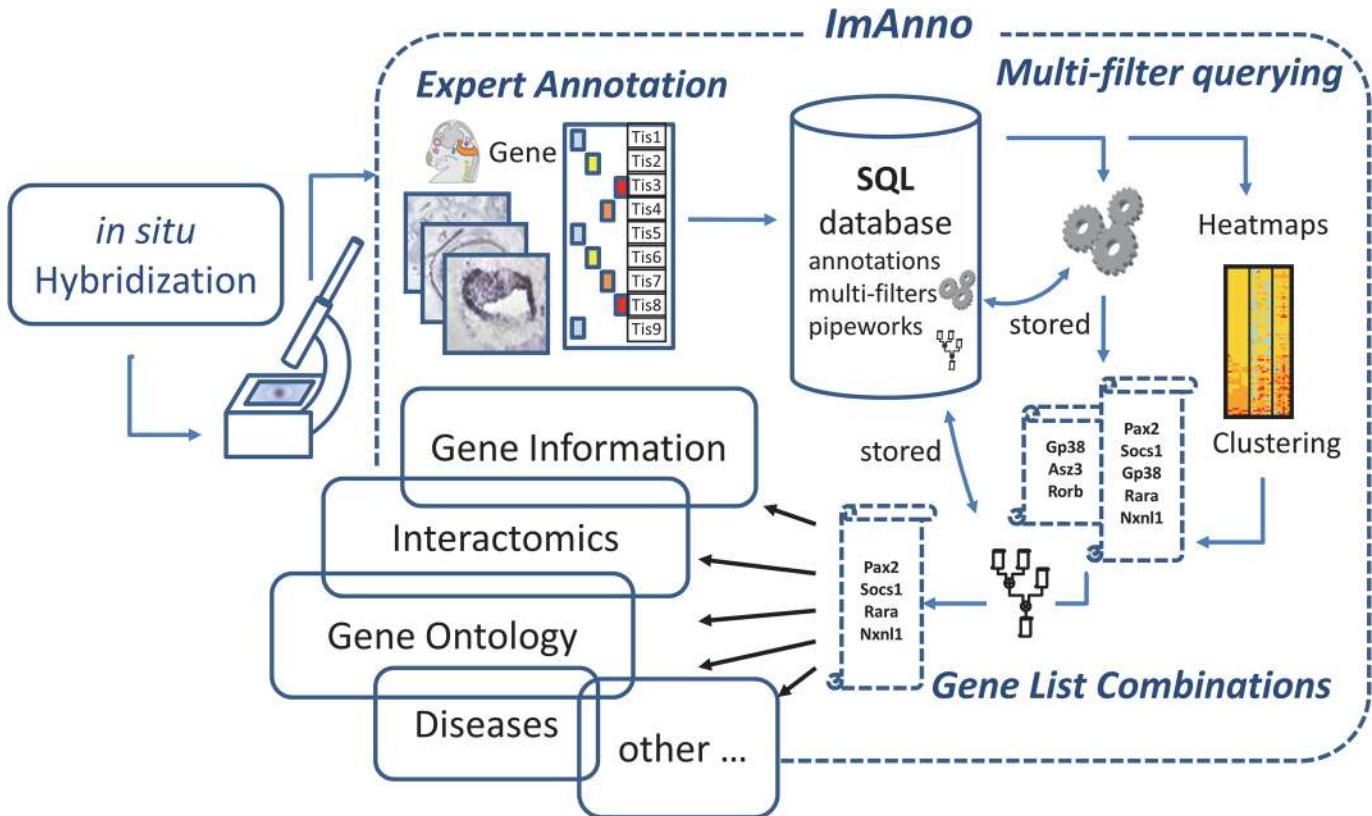 ImAnno
Expert Annotation
Multi-filter querying
Gene
Tis1
Tis2
Tis3
Tis4
Tis5
Tis6
Tis7
Tis8
Tis9
in situ
Hybridization
SQL
database
annotations
multi-filters
pipeworks
stored
Heatmaps
Clustering
stored
Gp38
Asz3
Rorb
Pax2
Socs1
Gp38
Rara
Nxnl1
Pax2
Socs1
Rara
Nxnl1
Gene List Combinations
Gene Information
Interactomics
Gene Ontology
Diseases
other ...